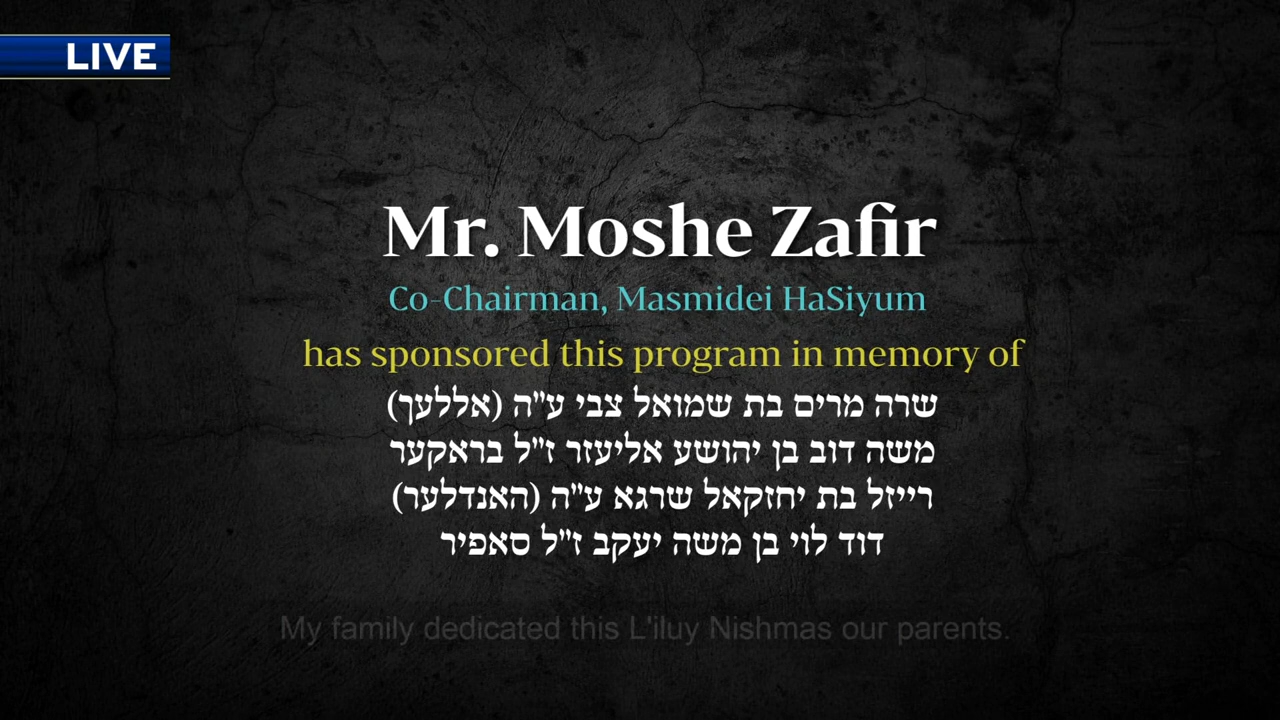 LIVE
Mr. Moshe Zafir
Co-Chairman, Masmidei HaSiyum
has sponsored this program in memory of
שרה מרים בת שמואל צבי ע"ה (אללעך)
משה דוב בן יהושע אליעזר ז"ל בראקער
רייזל בת יחזקאל שרגא ע"ה (האנדלער)
דוד לוי בן משה יעקב ז"ל סאפיר
My family dedicated this L'iluy Nishmas our parents.